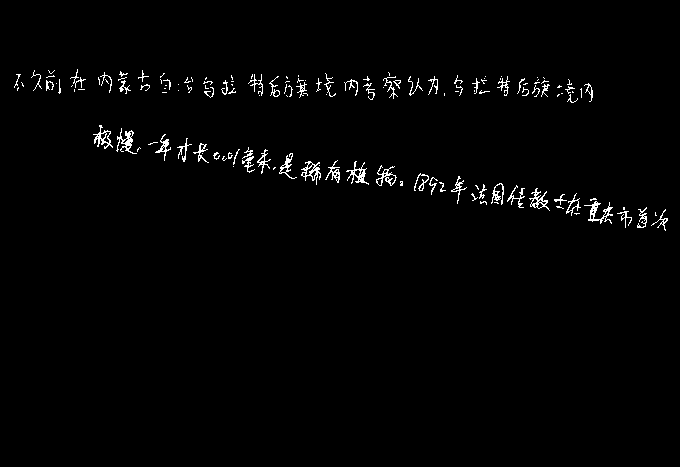 不久前在内蒙古自治乌拉特后旗境内考察认为,乌拉特后旗境内
极慢,一年才长0.01毫米,是稀有植物。1892年法国传教士在重庆市首次